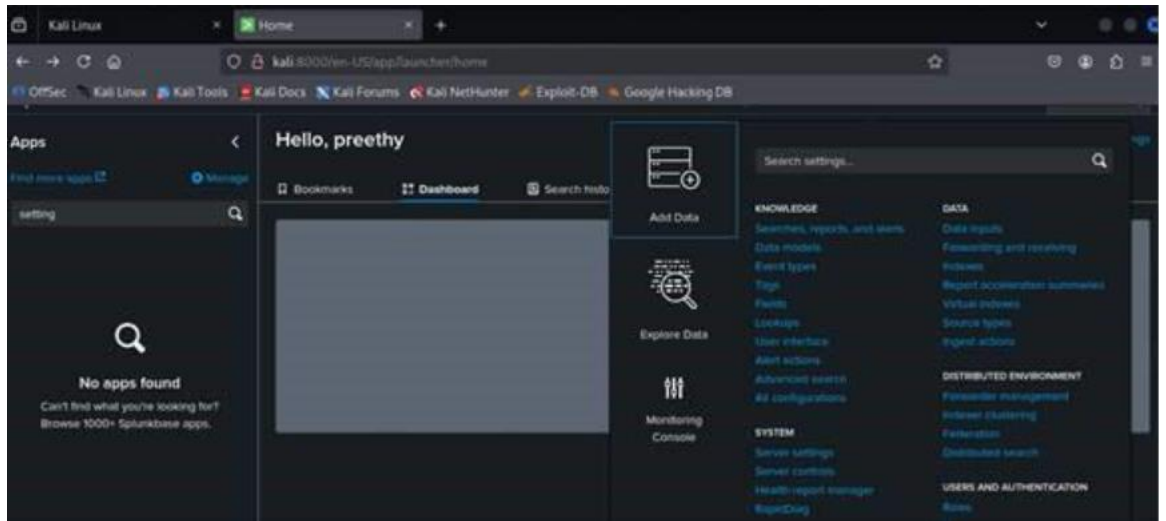 Kali Linux
Home
kali:8000/en-US/app/launcher/home
OffSec Kali Linux Kali Tools Kali Docs Kali Forums Kali NetHunter Exploit-DB Google Hacking DB
Apps
Find more apps
Manage
setting
No apps found
Can't find what you're looking for?
Browse 1000+ Splunkbase apps.
Hello, preethy
Bookmarks
Dashboard
Search histo
Add Data
Explore Data
Monitoring
Console
Search settings...
KNOWLEDGE
Searches, reports, and alerts
Data models
Event types
Tags
Fields
Lookups
User interface
Alert actions
Advanced search
All configurations
SYSTEM
Server settings
Server controls
Health report manager
RapidDiag
DATA
Data inputs
Forwarding and receiving
Indexes
Report acceleration summaries
Virtual indexes
Source types
Ingest actions
DISTRIBUTED ENVIRONMENT
Forwarder management
Indexer clustering
Federation
Distributed search
USERS AND AUTHENTICATION
Roles